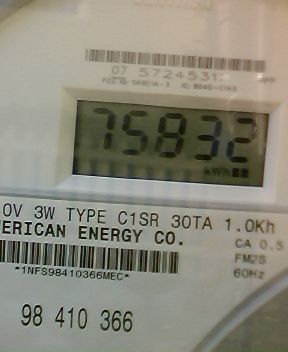 07 5724531
75832
kWh
0V 3W TYPE C1SR 30TA 1.0Kh
ERICAN ENERGY CO.
CA 0.5
*1NFS98410366MEC*
FM2S
60Hz
98 410 366